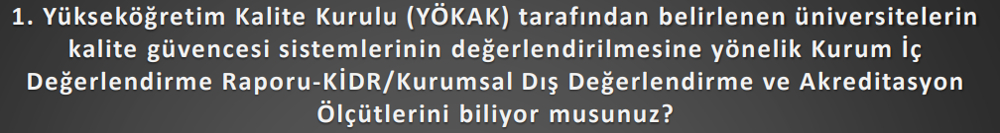 1. Yükseköğretim Kalite Kurulu (YÖKAK) tarafından belirlenen üniversitelerin
kalite güvencesi sistemlerinin değerlendirilmesine yönelik Kurum İç
Değerlendirme Raporu-KİDR/Kurumsal Dış Değerlendirme ve Akreditasyon
Ölçütlerini biliyor musunuz?